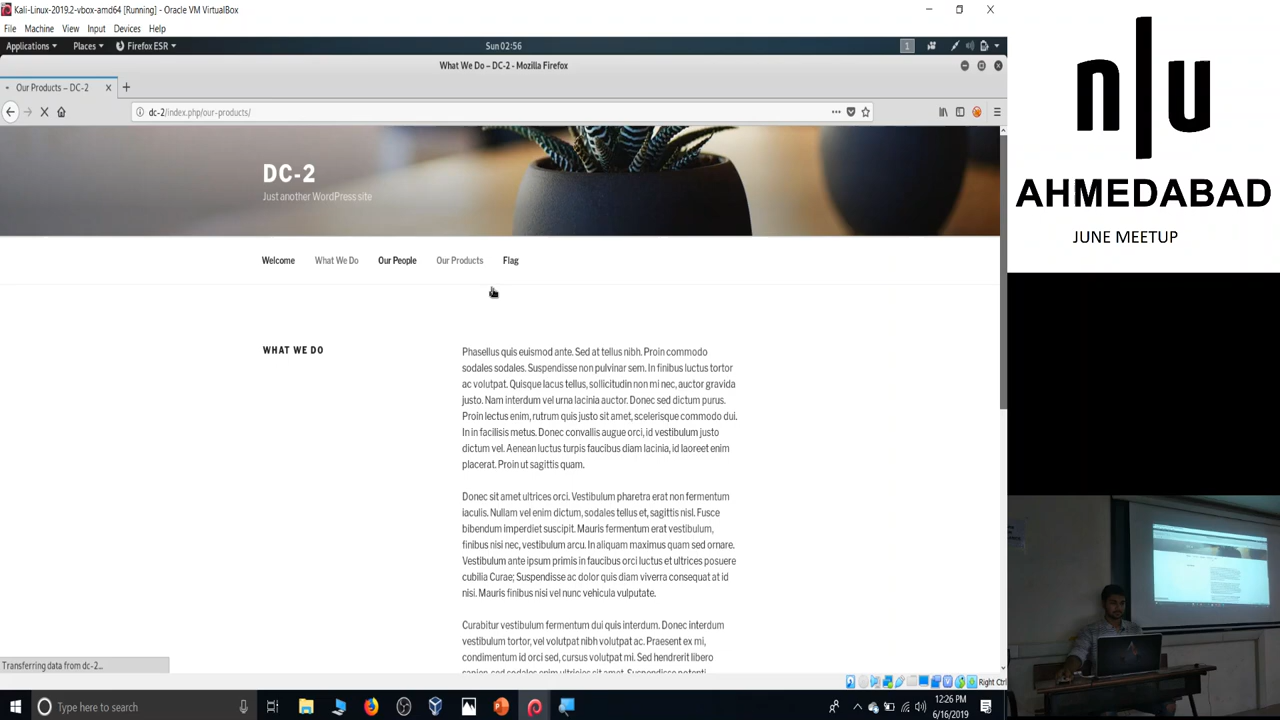 Kali-Linux-2019.2-vbox-amd64 [Running] - Oracle VM VirtualBox
File Machine View Input Devices Help
Applications Places Firefox ESR Sun 02:56 1
What We Do – DC-2 - Mozilla Firefox
Our Products – DC-2
dc-2/index.php/our-products/
DC-2
Just another WordPress site
Welcome What We Do Our People Our Products Flag
WHAT WE DO
Phasellus quis euismod ante. Sed at tellus nibh. Proin commodo
sodales sodales. Suspendisse non pulvinar sem. In finibus luctus tortor
ac volutpat. Quisque lacus tellus, sollicitudin non mi nec, auctor gravida
justo. Nam interdum vel urna lacinia auctor. Donec sed dictum purus.
Proin lectus enim, rutrum quis justo sit amet, scelerisque commodo dui.
In in facilisis metus. Donec convallis augue orci, id vestibulum justo
dictum vel. Aenean luctus turpis faucibus diam lacinia, id laoreet enim
placerat. Proin ut sagittis quam.
Donec sit amet ultrices orci. Vestibulum pharetra erat non fermentum
iaculis. Nullam vel enim dictum, sodales tellus et, sagittis nisl. Fusce
bibendum imperdiet suscipit. Mauris fermentum erat vestibulum,
finibus nisi nec, vestibulum arcu. In aliquam maximus quam sed ornare.
Vestibulum ante ipsum primis in faucibus orci luctus et ultrices posuere
cubilia Curae; Suspendisse ac dolor quis diam viverra consequat at id
nisi. Mauris finibus nisi vel nunc vehicula vulputate.
Curabitur vestibulum fermentum dui quis interdum. Donec interdum
vestibulum tortor, vel volutpat nibh volutpat ac. Praesent ex mi,
condimentum id orci sed, cursus volutpat mi. Sed hendrerit libero
Transferring data from dc-2...
Right Ctrl
Type here to search
12:26 PM
6/16/2019
n|u
AHMEDABAD
JUNE MEETUP